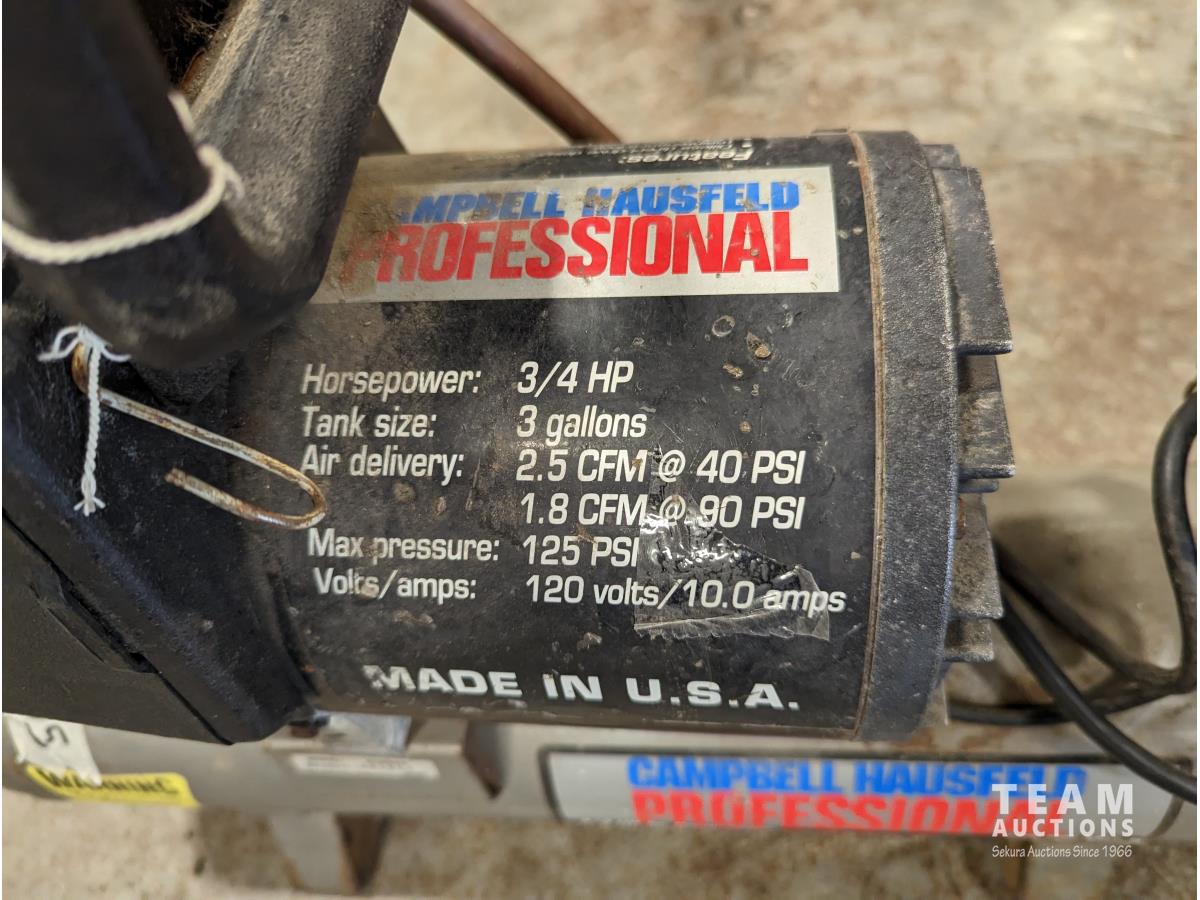 Features:
CAMPBELL HAUSFELD
PROFESSIONAL
Horsepower: 3/4 HP
Tank size: 3 gallons
Air delivery: 2.5 CFM @ 40 PSI
1.8 CFM @ 90 PSI
Max pressure: 125 PSI
Volts/amps: 120 volts/10.0 amps
MADE IN U.S.A.
S
WARNING
CAMPBELL HAUSFELD
PROFESSIONAL
TEAM
AUCTIONS
Sekura Auctions Since 1966